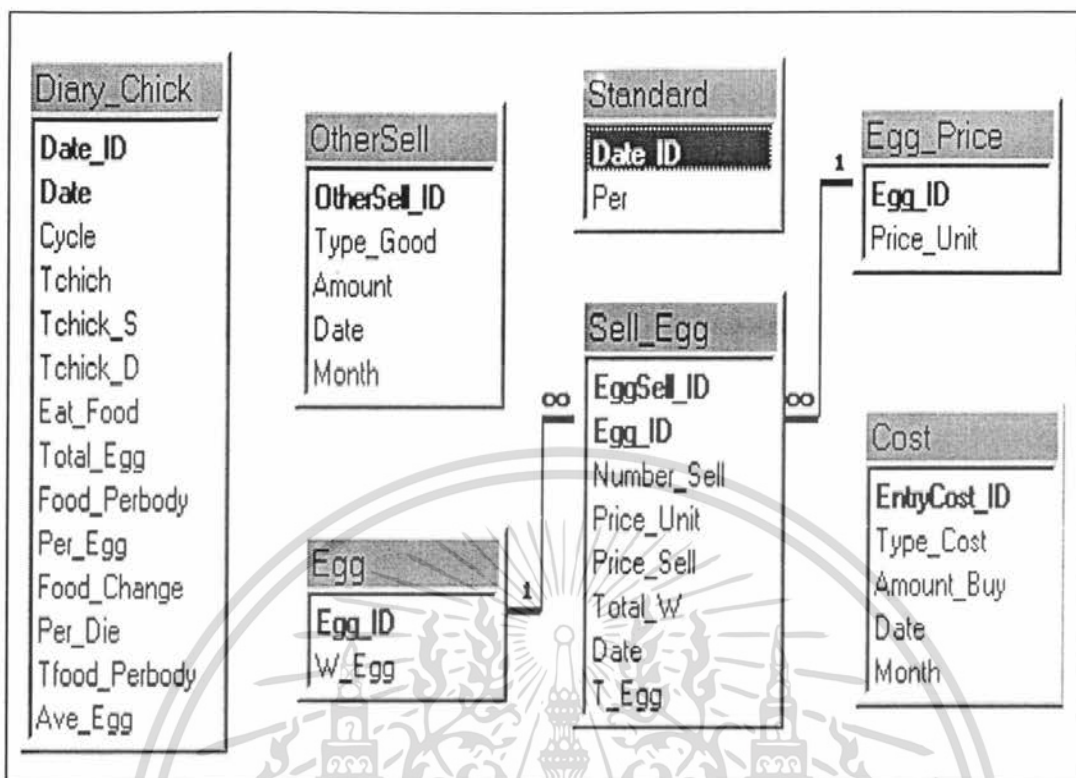 Diary_Chick
Date_ID
Date
Cycle
Tchich
Tchick_S
Tchick_D
Eat_Food
Total_Egg
Food_Perbody
Per_Egg
Food_Change
Per_Die
Tfood_Perbody
Ave_Egg
OtherSell
OtherSell_ID
Type_Good
Amount
Date
Month
Standard
Date_ID
Per
Egg_Price
Egg_ID
Price_Unit
1
Sell_Egg
EggSell_ID
Egg_ID
Number_Sell
Price_Unit
Price_Sell
Total_W
Date
T_Egg
∞
∞
Egg
Egg_ID
W_Egg
1
Cost
EntryCost_ID
Type_Cost
Amount_Buy
Date
Month